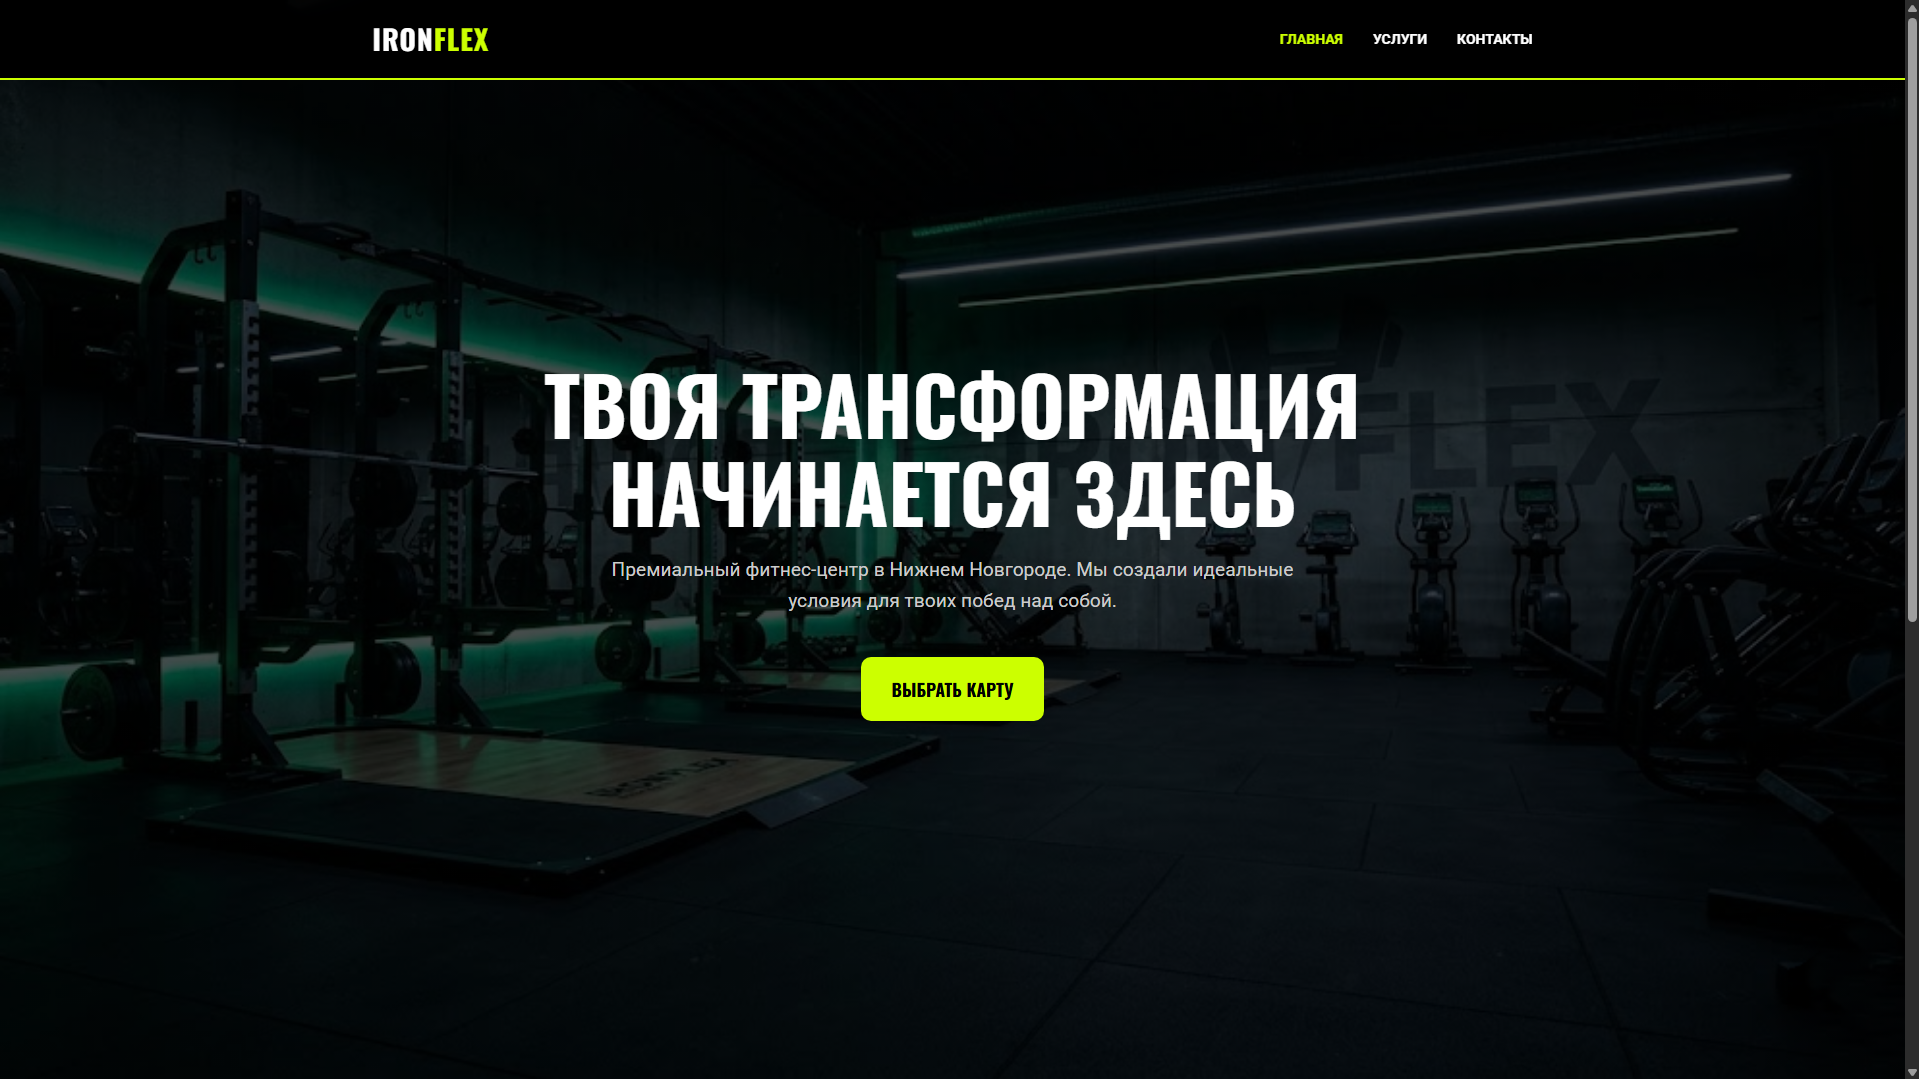 IRONFLEX
ГЛАВНАЯ УСЛУГИ КОНТАКТЫ
FLEX
ТВОЯ ТРАНСФОРМАЦИЯ
НАЧИНАЕТСЯ ЗДЕСЬ
Премиальный фитнес-центр в Нижнем Новгороде. Мы создали идеальные
условия для твоих побед над собой.
ВЫБРАТЬ КАРТУ